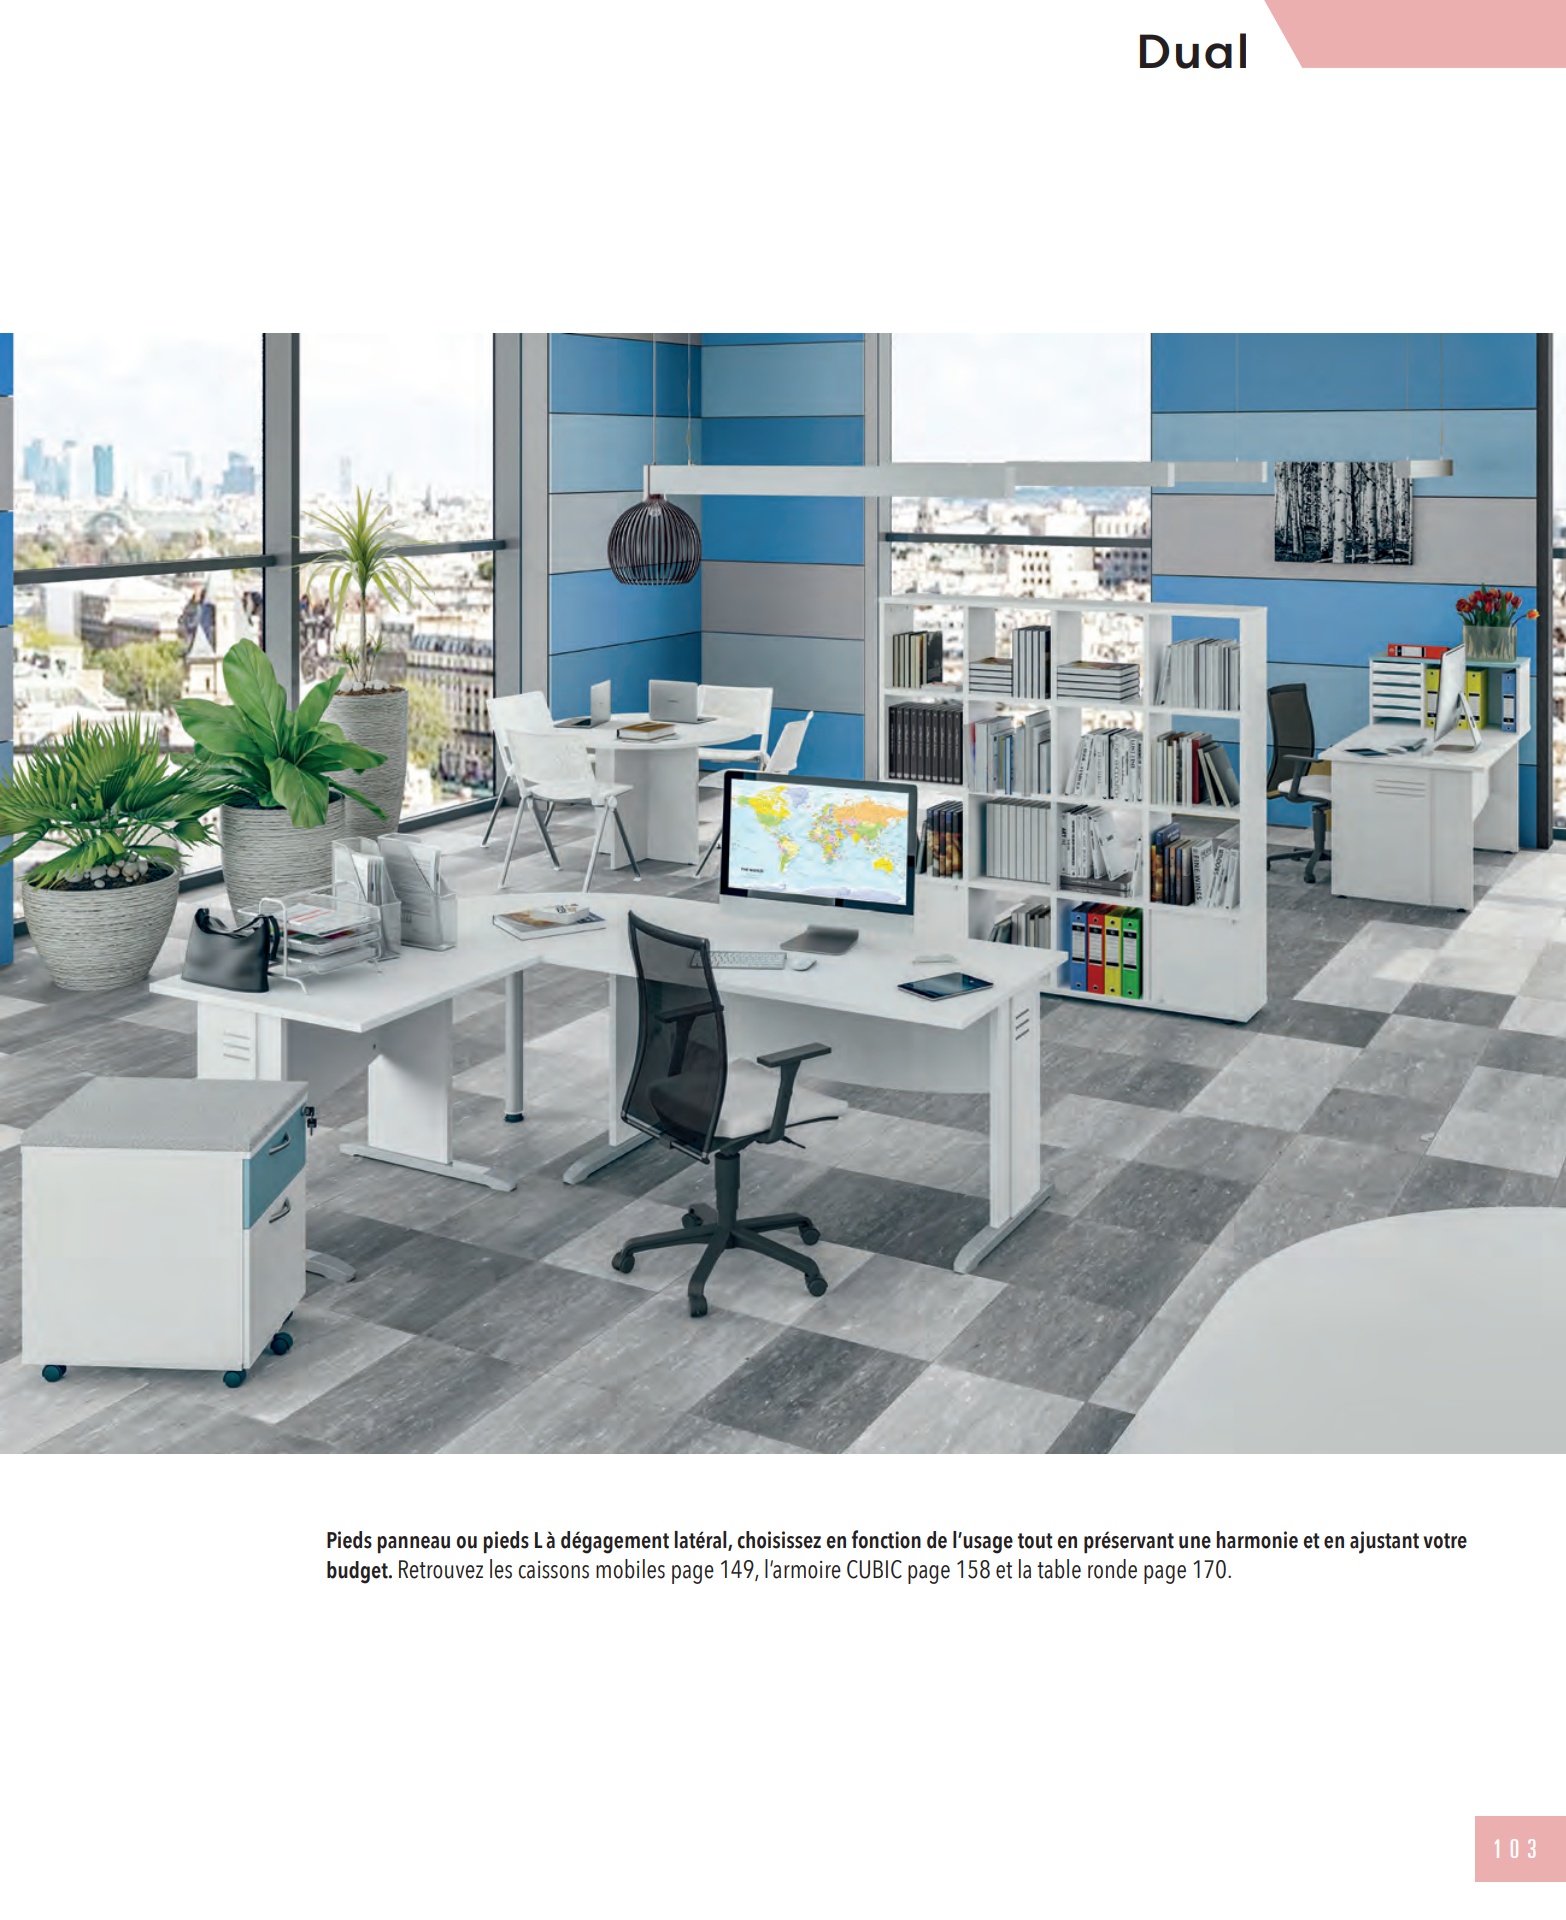 Dual
Pieds panneau ou pieds L à dégagement latéral, choisissez en fonction de l'usage tout en préservant une harmonie et en ajustant votre
budget. Retrouvez les caissons mobiles page 149, l'armoire CUBIC page 158 et la table ronde page 170.
103